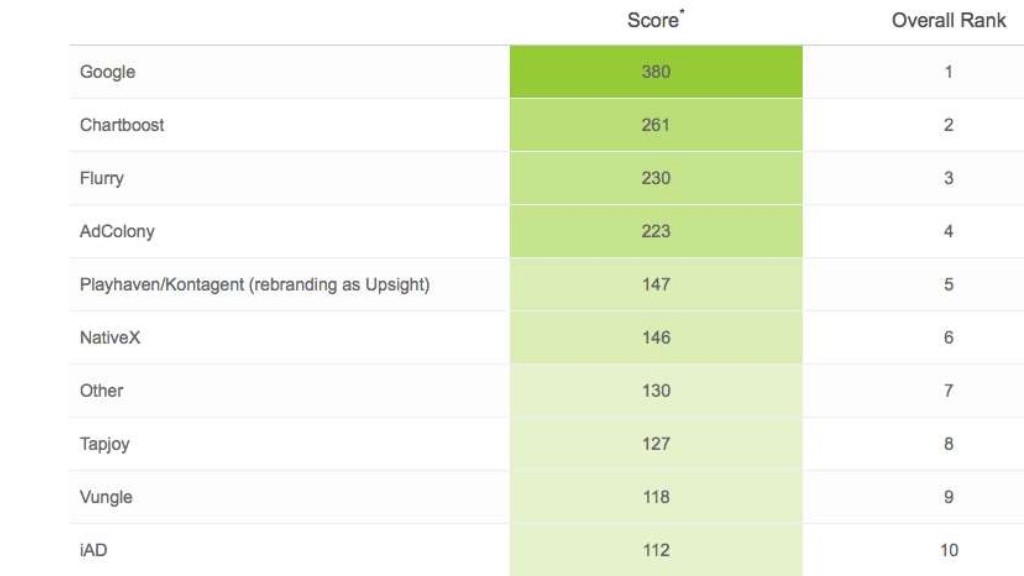 Score* Overall Rank
Google 380 1
Chartboost 261 2
Flurry 230 3
AdColony 223 4
Playhaven/Kontagent (rebranding as Upsight) 147 5
NativeX 146 6
Other 130 7
Tapjoy 127 8
Vungle 118 9
iAD 112 10